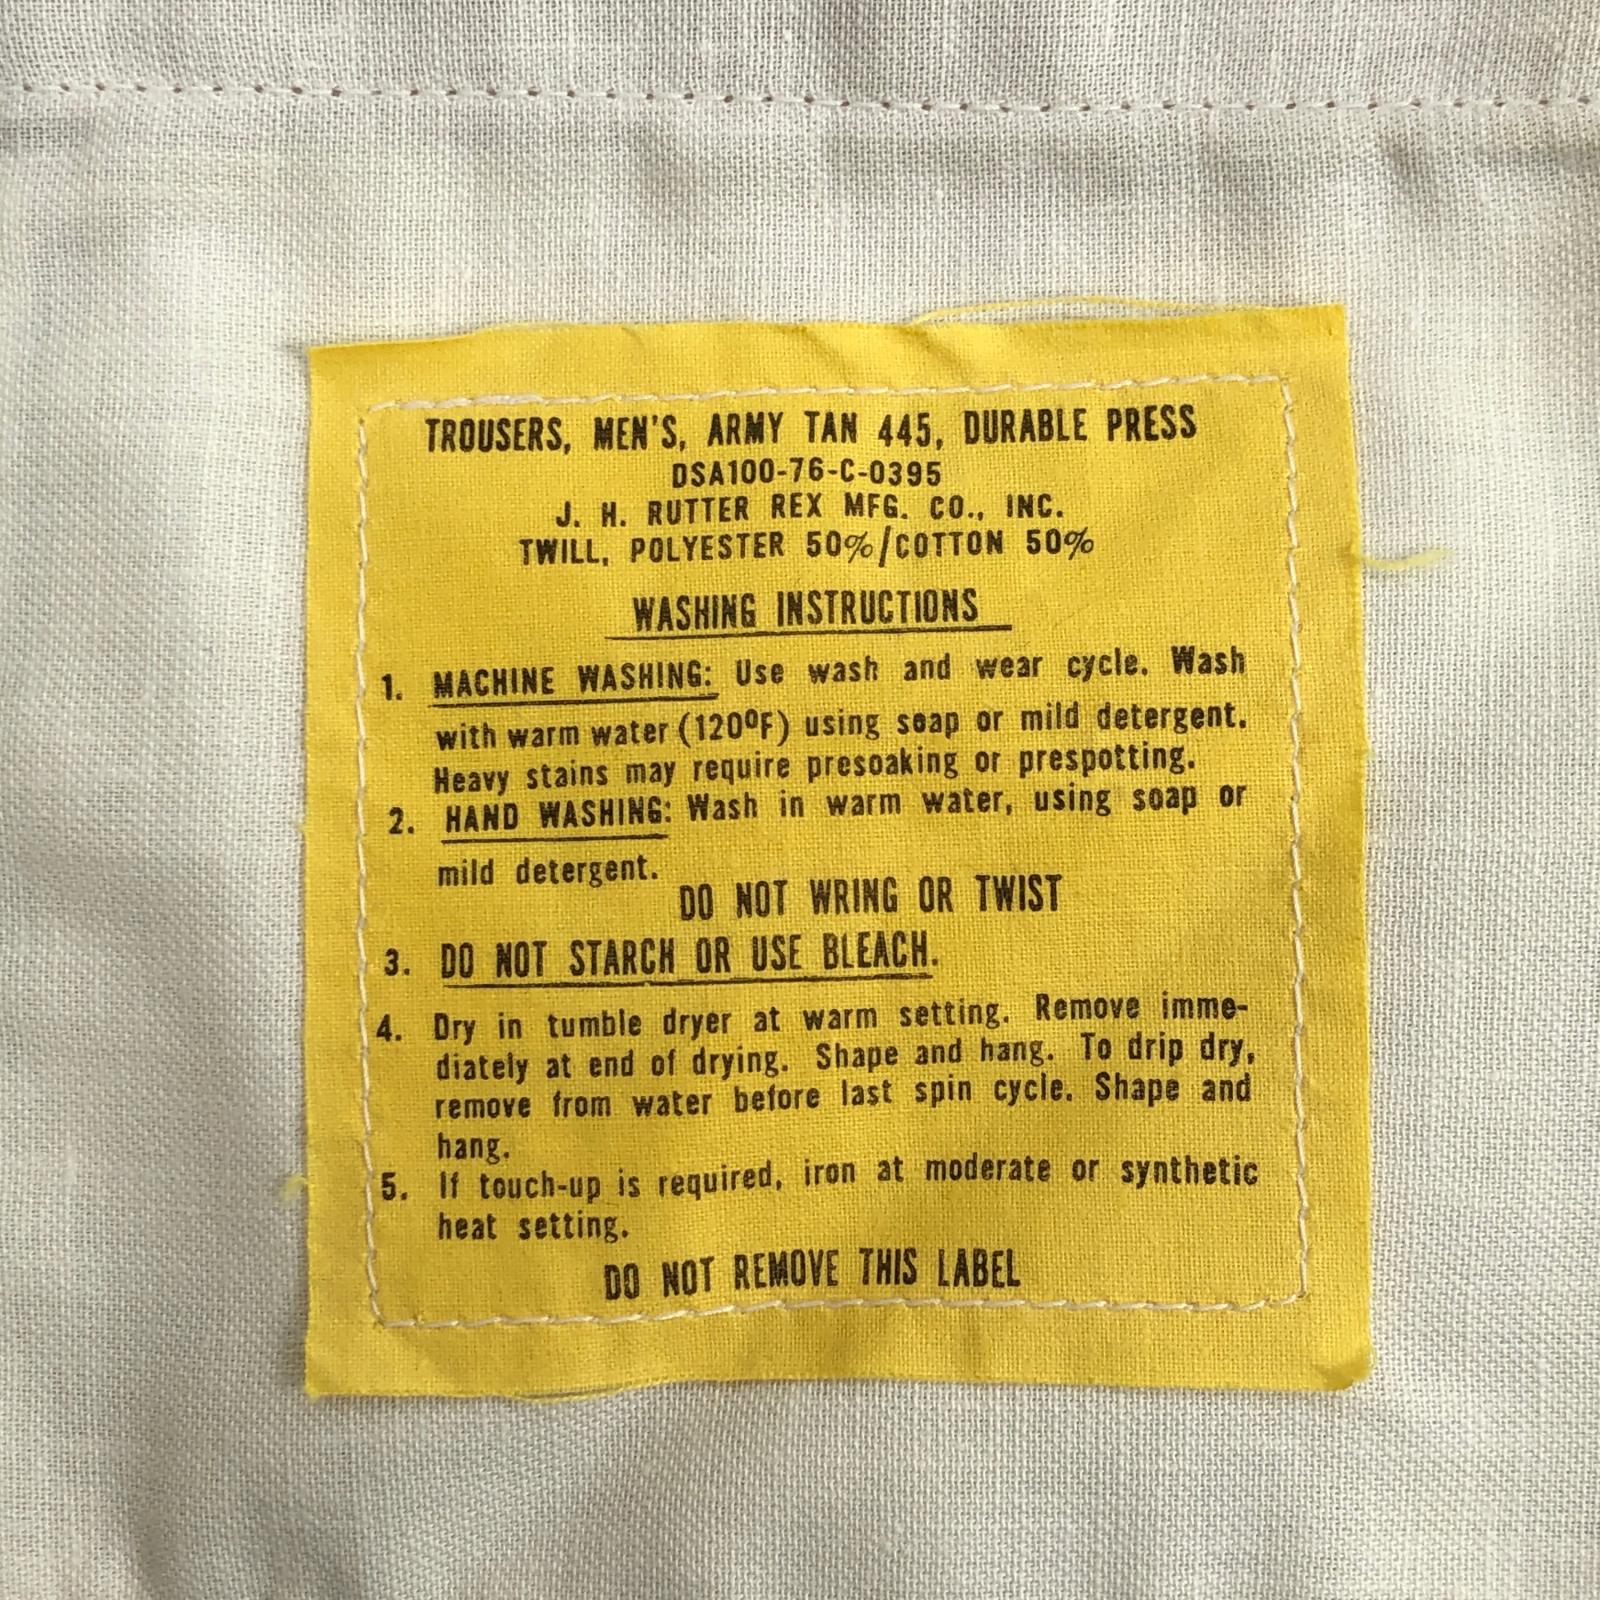 TROUSERS, MEN'S, ARMY TAN 445, DURABLE PRESS
DSA100-76-C-0395
J. H. RUTTER REX MFG. CO., INC.
TWILL, POLYESTER 50%/COTTON 50%
WASHING INSTRUCTIONS
1. MACHINE WASHING: Use wash and wear cycle. Wash
with warm water (120ºF) using soap or mild detergent.
Heavy stains may require presoaking or prespotting.
2. HAND WASHING: Wash in warm water, using soap or
mild detergent.
DO NOT WRING OR TWIST
3. DO NOT STARCH OR USE BLEACH.
4. Dry in tumble dryer at warm setting. Remove imme-
diately at end of drying. Shape and hang. To drip dry,
remove from water before last spin cycle. Shape and
hang.
5. If touch-up is required, iron at moderate or synthetic
heat setting.
DO NOT REMOVE THIS LABEL